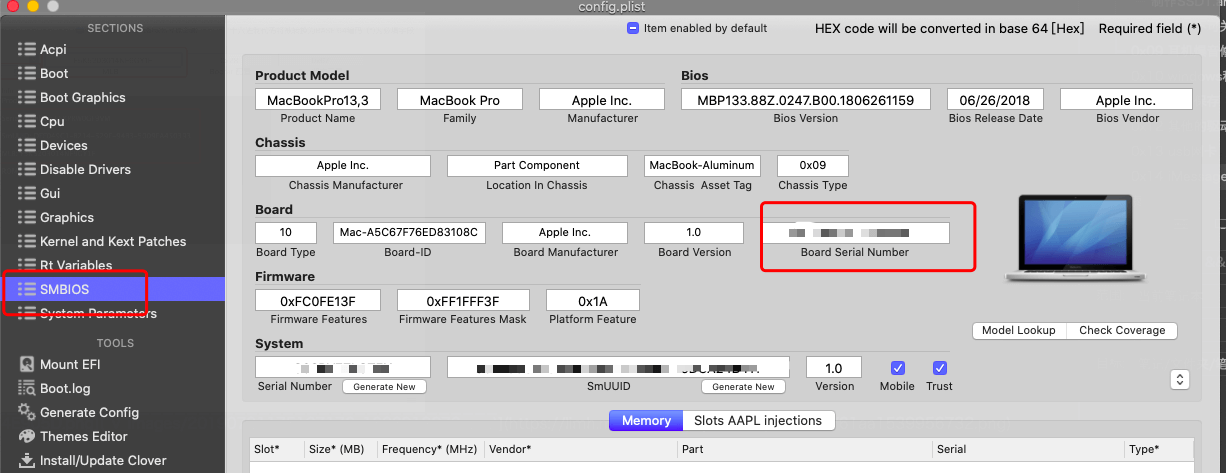 config.plist
SECTIONS
Acpi
Boot
Boot Graphics
Cpu
Devices
Disable Drivers
Gui
Graphics
Kernel and Kext Patches
Rt Variables
SMBIOS
System Parameters
TOOLS
Mount EFI
Boot.log
Generate Config
Themes Editor
Install/Update Clover
Item enabled by default HEX code will be converted in base 64 [Hex] Required field (*)
Product Model Bios
MacBookPro13,3 MacBook Pro Apple Inc. MBP133.88Z.0247.B00.1806261159 06/26/2018 Apple Inc.
Product Name Family Manufacturer Bios Version Bios Release Date Bios Vendor
Chassis
Apple Inc. Part Component MacBook-Aluminum 0x09
Chassis Manufacturer Location In Chassis Chassis Asset Tag Chassis Type
Board
10 Mac-A5C67F76ED83108C Apple Inc. 1.0
Board Type Board-ID Board Manufacturer Board Version Board Serial Number
Firmware
0xFC0FE13F 0xFF1FFF3F 0x1A
Firmware Features Firmware Features Mask Platform Feature
Model Lookup Check Coverage
System
1.0
Serial Number Generate New SmUUID Generate New Version Mobile Trust
Memory Slots AAPL injections
Slot* Size* (MB) Frequency* (MHz) Vendor* Part Serial Type*